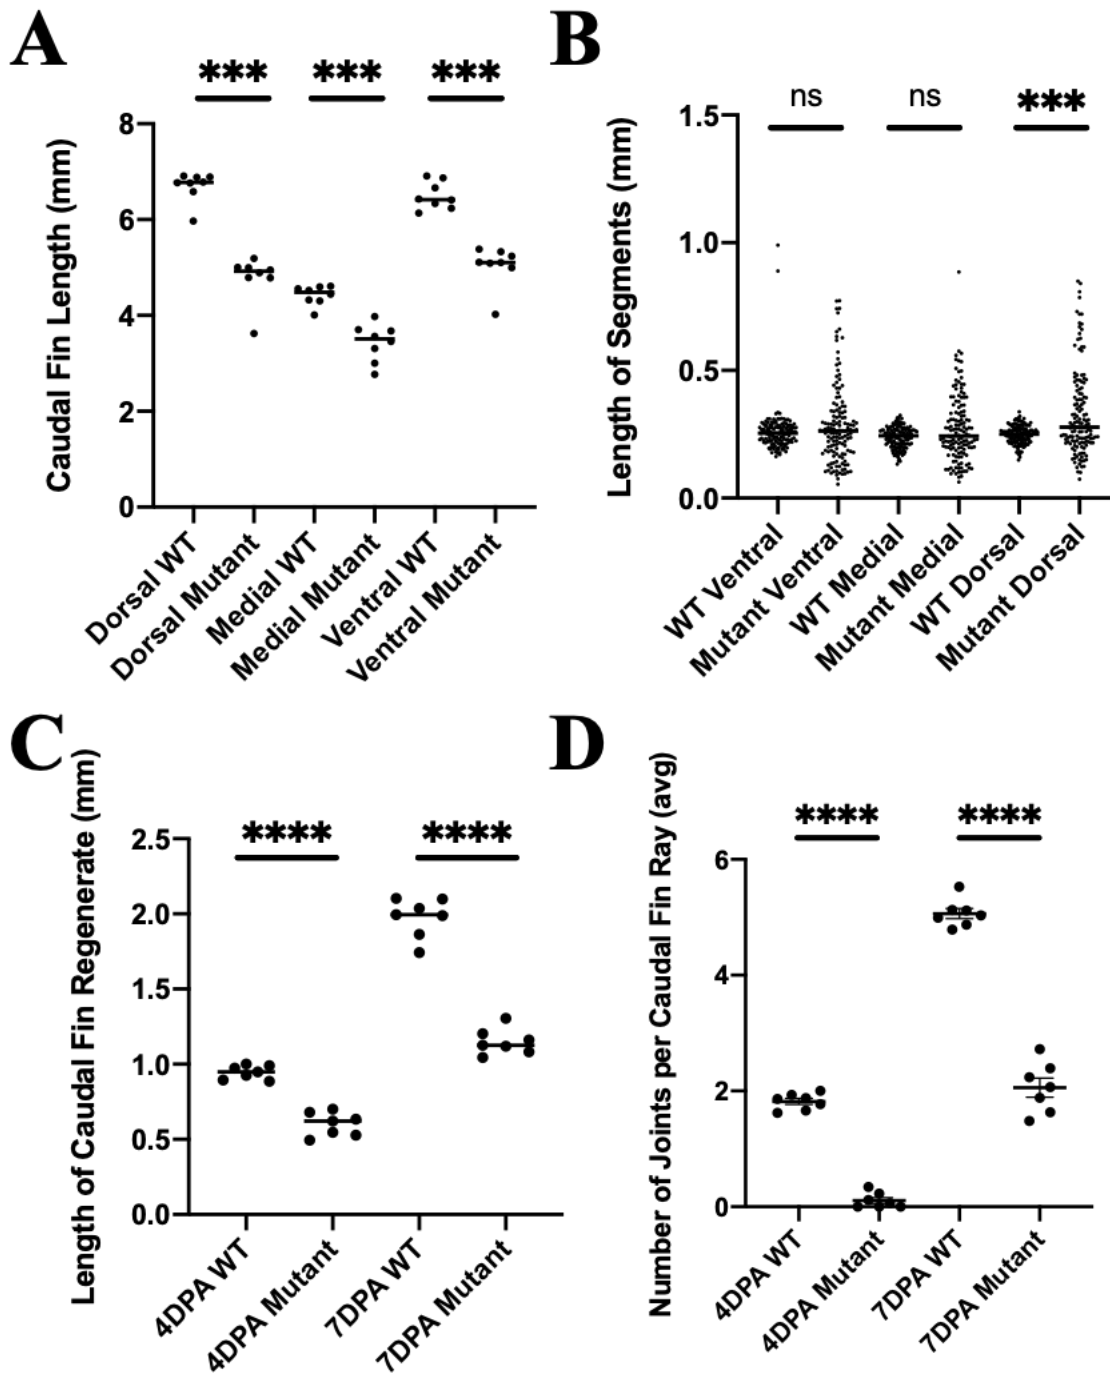 A
*** *** ***
Caudal Fin Length (mm)
8
6
4
2
0
Dorsal WT
Dorsal Mutant
Medial WT
Medial Mutant
Ventral WT
Ventral Mutant
B
ns ns ***
Length of Segments (mm)
1.5
1.0
0.5
0.0
WT Ventral
Mutant Ventral
WT Medial
Mutant Medial
WT Dorsal
Mutant Dorsal
C
**** ****
Length of Caudal Fin Regenerate (mm)
2.5
2.0
1.5
1.0
0.5
0.0
4DPA WT
4DPA Mutant
7DPA WT
7DPA Mutant
D
**** ****
Number of Joints per Caudal Fin Ray (avg)
6
4
2
0
4DPA WT
4DPA Mutant
7DPA WT
7DPA Mutant